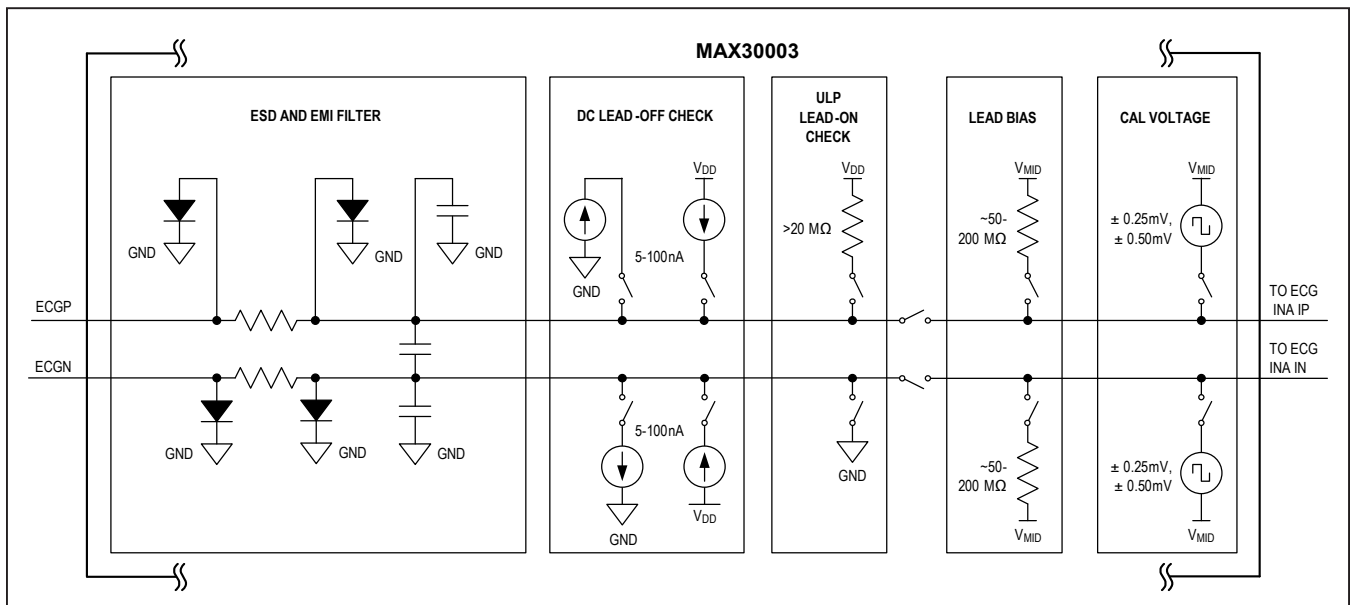 MAX30003
ESD AND EMI FILTER
GND
GND
GND
DC LEAD -OFF CHECK
VDD
5-100nA
GND
ULP
LEAD-ON
CHECK
VDD
>20 MΩ
LEAD BIAS
VMID
~50-
200 MΩ
CAL VOLTAGE
VMID
± 0.25mV,
± 0.50mV
ECGP
TO ECG
INA IP
ECGN
TO ECG
INA IN
GND
GND
GND
5-100nA
GND
VDD
GND
~50-
200 MΩ
VMID
± 0.25mV,
± 0.50mV
VMID